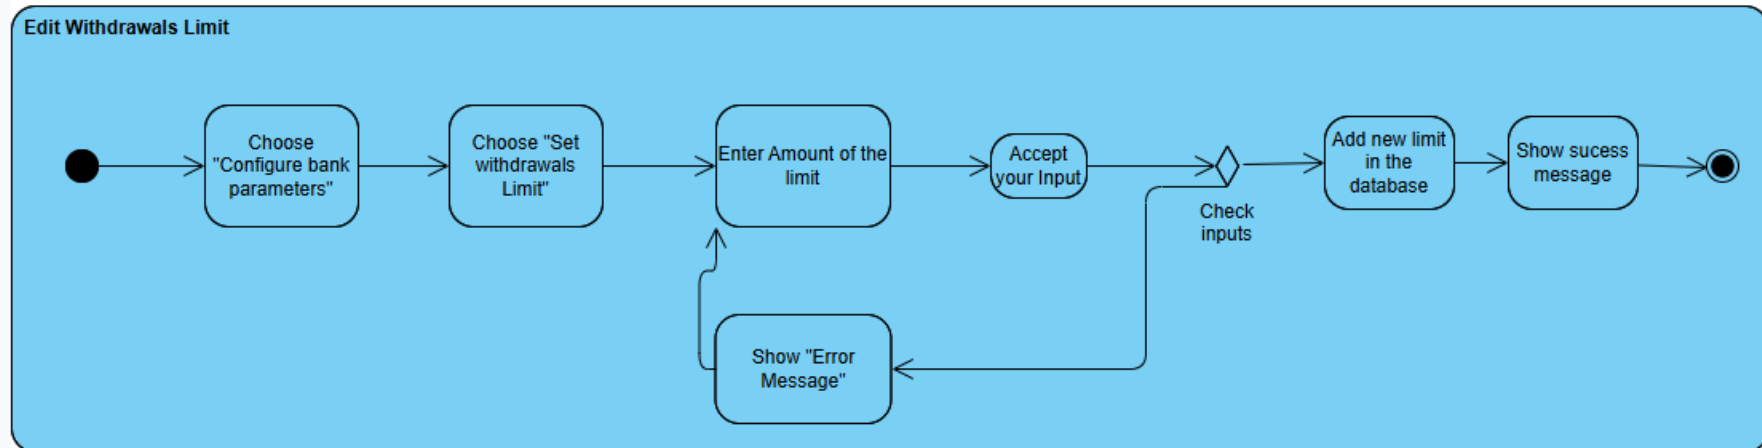 Edit Withdrawals Limit
Choose
"Configure bank
parameters"
Choose "Set
withdrawals
Limit"
Enter Amount of the
limit
Accept
your Input
Check
inputs
Add new limit
in the
database
Show sucess
message
Show "Error
Message"